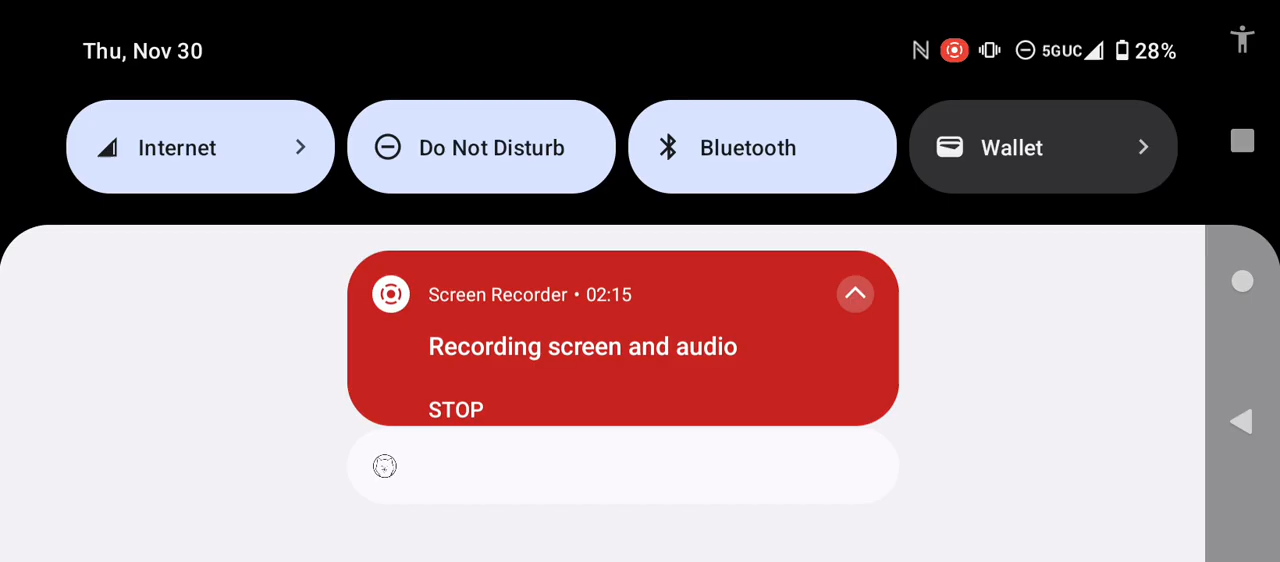 Thu, Nov 30
5GUC 28%
Internet
Do Not Disturb
Bluetooth
Wallet
Screen Recorder • 02:15
Recording screen and audio
STOP